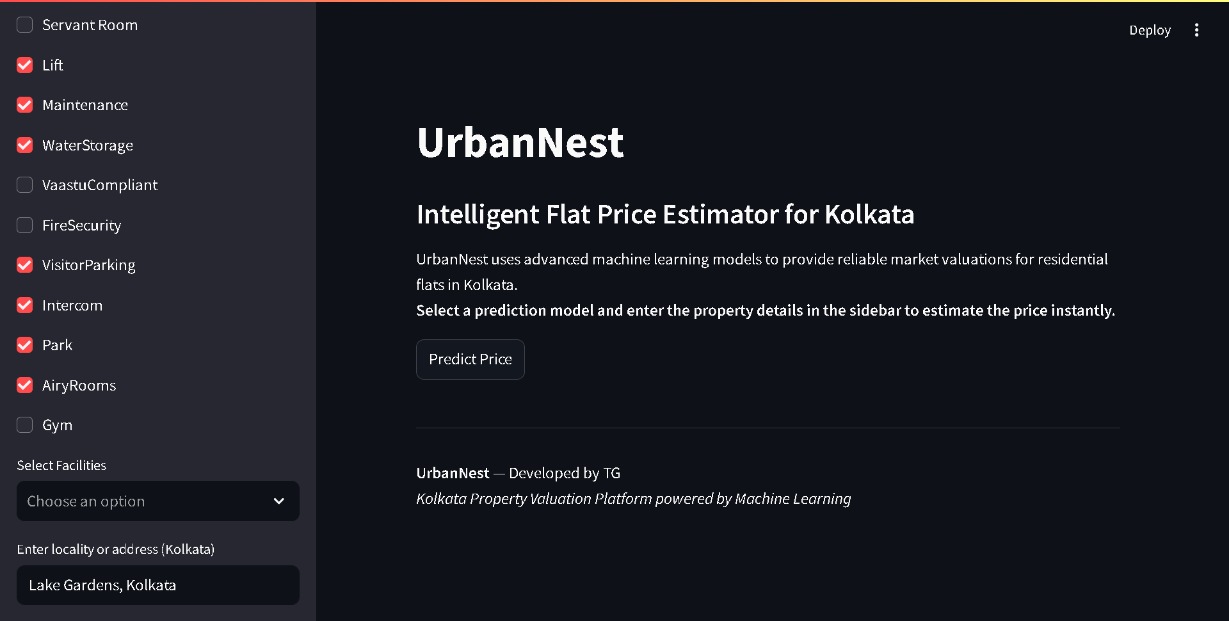 Servant Room
Lift
Maintenance
WaterStorage
VaastuCompliant
FireSecurity
VisitorParking
Intercom
Park
AiryRooms
Gym
Select Facilities
Choose an option
Enter locality or address (Kolkata)
Lake Gardens, Kolkata
Deploy
UrbanNest
Intelligent Flat Price Estimator for Kolkata
UrbanNest uses advanced machine learning models to provide reliable market valuations for residential
flats in Kolkata.
Select a prediction model and enter the property details in the sidebar to estimate the price instantly.
Predict Price
UrbanNest — Developed by TG
Kolkata Property Valuation Platform powered by Machine Learning